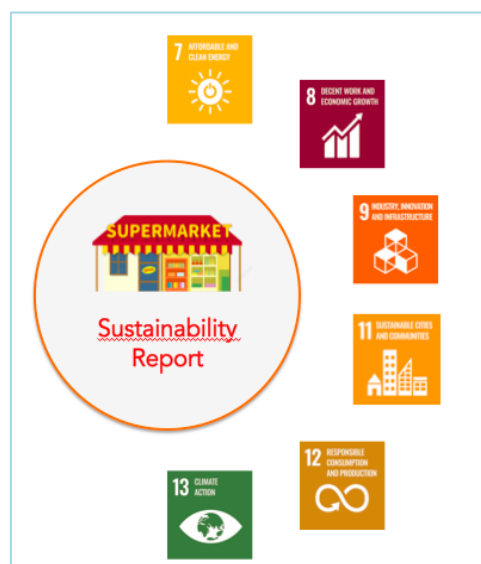 7 AFFORDABLE AND
CLEAN ENERGY
8 DECENT WORK AND
ECONOMIC GROWTH
9 INDUSTRY, INNOVATION
AND INFRASTRUCTURE
SUPERMARKET
Sustainability
Report
11 SUSTAINABLE CITIES
AND COMMUNITIES
12 RESPONSIBLE
CONSUMPTION
AND PRODUCTION
13 CLIMATE
ACTION